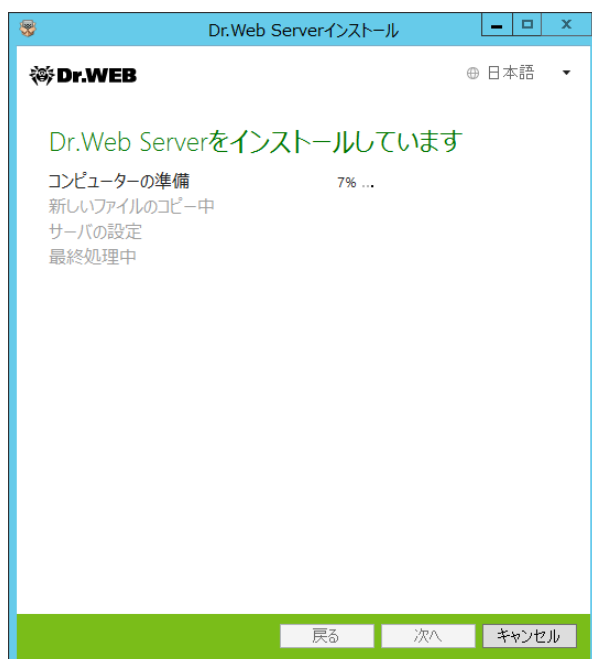 Dr.Web Serverインストール
Dr.WEB
日本語
Dr.Web Serverをインストールしています
コンピューターの準備 7% ...
新しいファイルのコピー中
サーバの設定
最終処理中
戻る 次へ キャンセル